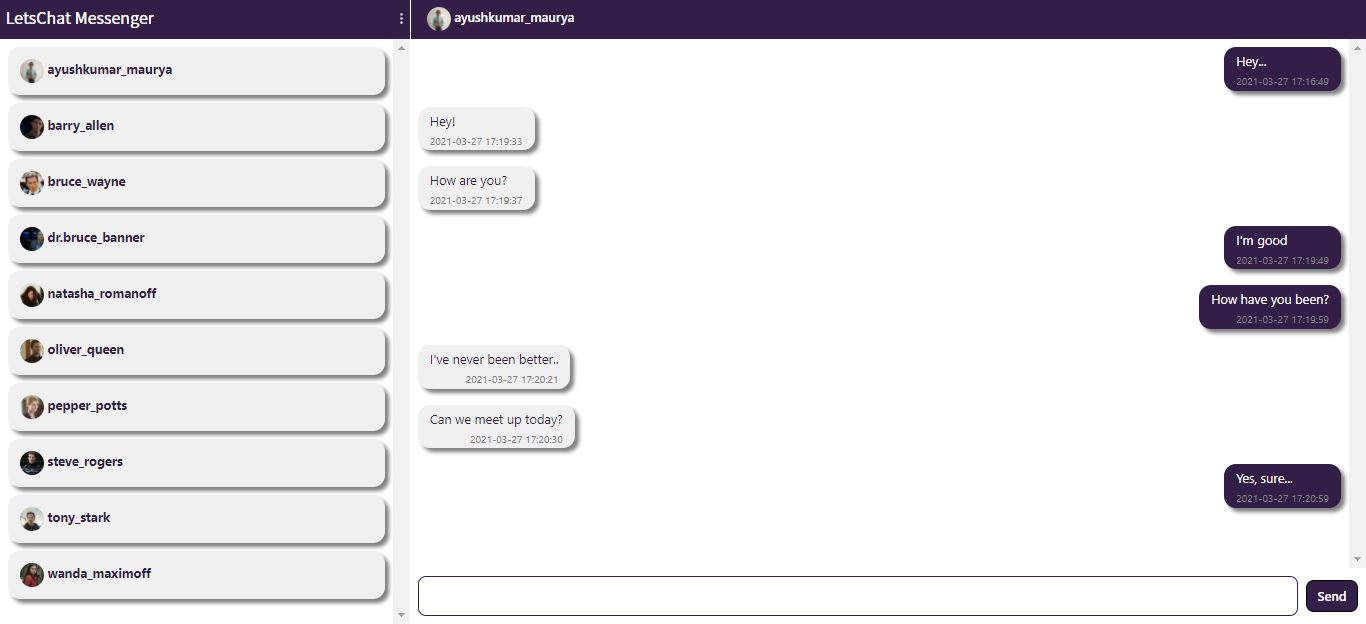 LetsChat Messenger
ayushkumar_maurya
barry_allen
bruce_wayne
dr.bruce_banner
natasha_romanoff
oliver_queen
pepper_potts
steve_rogers
tony_stark
wanda_maximoff
ayushkumar_maurya
Hey...
2021-03-27 17:16:49
Hey!
2021-03-27 17:19:33
How are you?
2021-03-27 17:19:37
I'm good
2021-03-27 17:19:49
How have you been?
2021-03-27 17:19:59
I've never been better..
2021-03-27 17:20:21
Can we meet up today?
2021-03-27 17:20:30
Yes, sure...
2021-03-27 17:20:59
Send